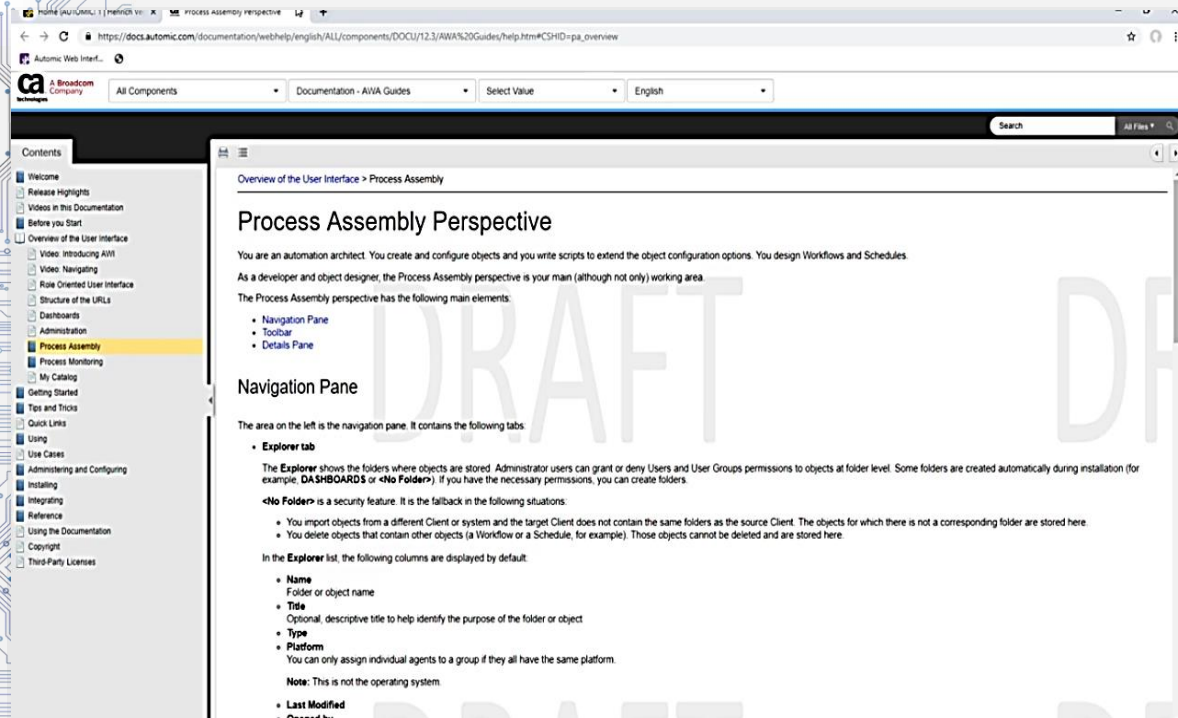 Process Assembly Perspective
https://docs.automic.com/documentation/webhelp/english/ALL/components/DOCU/12.3/AWA%20Guides/help.htm#CSHID=pa_overview
Automic Web Interf...
ca technologies
A Broadcom Company
All Components
Documentation - AWA Guides
Select Value
English
Search
All Files
Contents
Welcome
Release Highlights
Videos in this Documentation
Before you Start
Overview of the User Interface
Video: Introducing AWI
Video: Navigating
Role Oriented User Interface
Structure of the URLs
Dashboards
Administration
Process Assembly
Process Monitoring
My Catalog
Getting Started
Tips and Tricks
Quick Links
Using
Use Cases
Administering and Configuring
Installing
Integrating
Reference
Using the Documentation
Copyright
Third-Party Licenses
Overview of the User Interface > Process Assembly
Process Assembly Perspective
You are an automation architect. You create and configure objects and you write scripts to extend the object configuration options. You design Workflows and Schedules.
As a developer and object designer, the Process Assembly perspective is your main (although not only) working area.
The Process Assembly perspective has the following main elements:
• Navigation Pane
• Toolbar
• Details Pane
DRAFT
DR
Navigation Pane
The area on the left is the navigation pane. It contains the following tabs:
• Explorer tab
The Explorer shows the folders where objects are stored. Administrator users can grant or deny Users and User Groups permissions to objects at folder level. Some folders are created automatically during installation (for
example, DASHBOARDS or <No Folder>). If you have the necessary permissions, you can create folders.
<No Folder> is a security feature. It is the fallback in the following situations:
• You import objects from a different Client or system and the target Client does not contain the same folders as the source Client. The objects for which there is not a corresponding folder are stored here.
• You delete objects that contain other objects (a Workflow or a Schedule, for example). Those objects cannot be deleted and are stored here.
In the Explorer list, the following columns are displayed by default:
• Name
Folder or object name
• Title
Optional, descriptive title to help identify the purpose of the folder or object
• Type
• Platform
You can only assign individual agents to a group if they all have the same platform.
Note: This is not the operating system.
• Last Modified